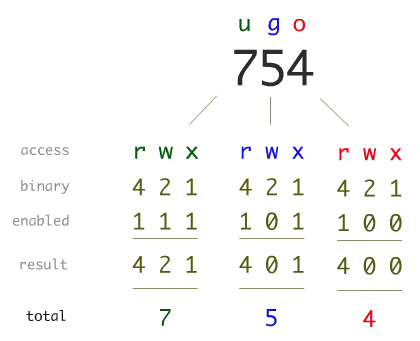 u g o
754
access r w x r w x r w x
binary 4 2 1 4 2 1 4 2 1
enabled 1 1 1 1 0 1 1 0 0
result 4 2 1 4 0 1 4 0 0
total 7 5 4